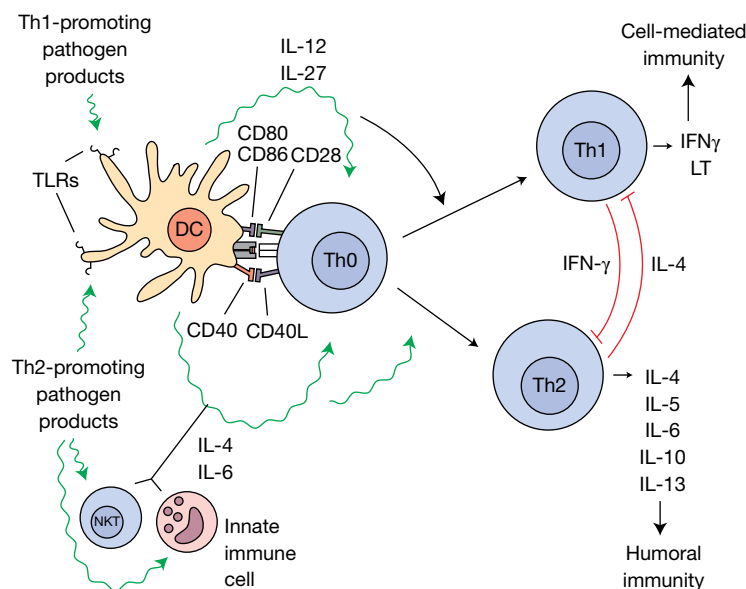 Th1-promoting
pathogen
products
IL-12
IL-27
Cell-mediated
immunity
CD80
CD86
CD28
TLRs
DC
Th0
Th1
IFNγ
LT
IFN-γ
IL-4
CD40
CD40L
Th2-promoting
pathogen
products
Th2
IL-4
IL-5
IL-6
IL-10
IL-13
IL-4
IL-6
NKT
Innate
immune
cell
Humoral
immunity